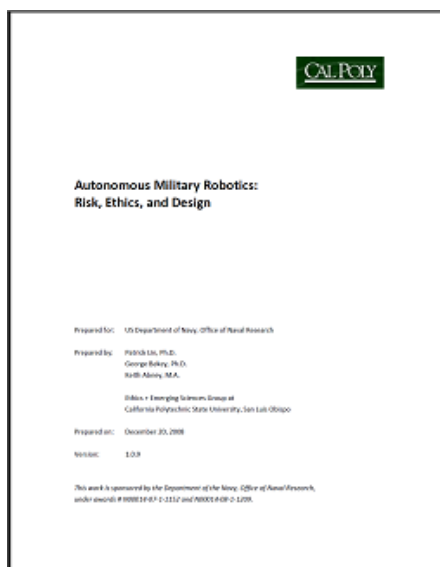 CAL POLY
Autonomous Military Robotics:
Risk, Ethics, and Design
Prepared for: US Department of Navy, Office of Naval Research
Prepared by: Patrick Lin, Ph.D.
George Bekey, Ph.D.
Keith Abney, M.A.
Ethics + Emerging Sciences Group at
California Polytechnic State University, San Luis Obispo
Prepared on: December 20, 2008
Version: 1.0.9
This work is sponsored by the Department of the Navy, Office of Naval Research,
under awards # and